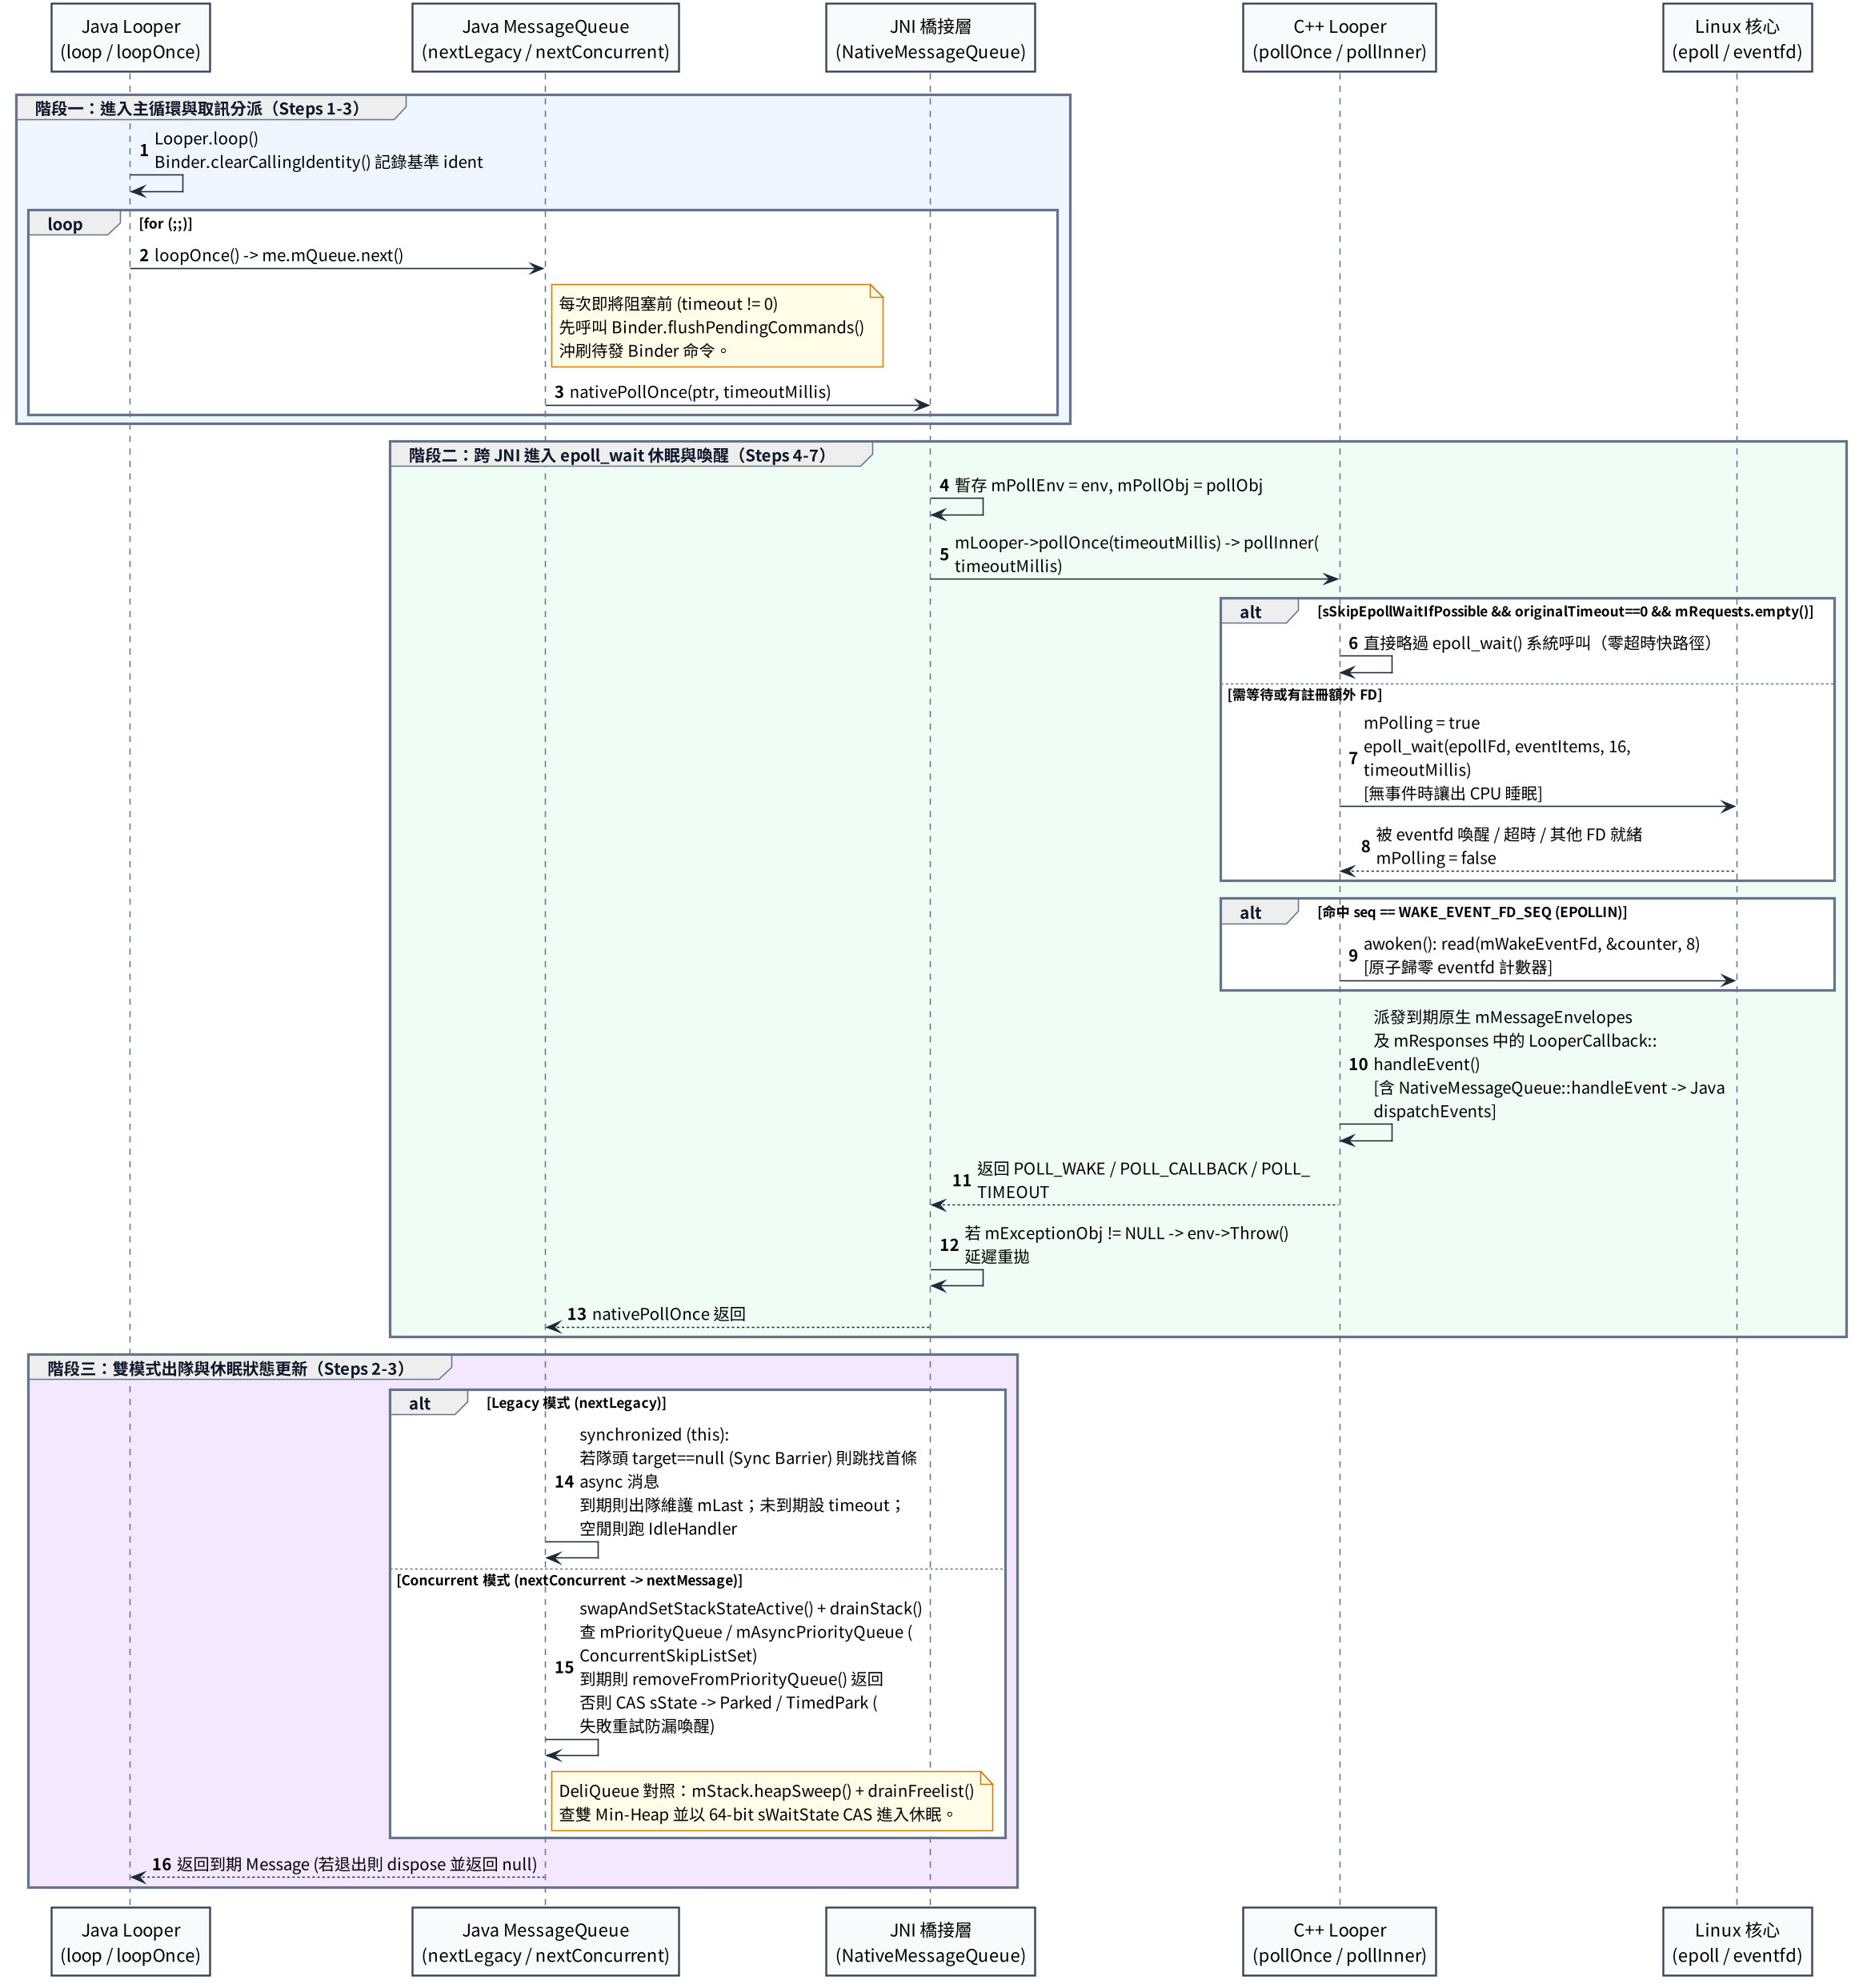 Java Looper
(loop / loopOnce)
Java MessageQueue
(nextLegacy / nextConcurrent)
JNI 橋接層
(NativeMessageQueue)
C++ Looper
(pollOnce / pollInner)
Linux 核心
(epoll / eventfd)
階段一：進入主循環與取訊分派（Steps 1-3）
1 Looper.loop()
Binder.clearCallingIdentity() 記錄基準 ident
loop [for (;;)]
2 loopOnce() -> me.mQueue.next()
每次即將阻塞前 (timeout != 0)
先呼叫 Binder.flushPendingCommands()
沖刷待發 Binder 命令。
3 nativePollOnce(ptr, timeoutMillis)
階段二：跨 JNI 進入 epoll_wait 休眠與喚醒（Steps 4-7）
4 暫存 mPollEnv = env, mPollObj = pollObj
5 mLooper->pollOnce(timeoutMillis) -> pollInner(
timeoutMillis)
alt [sSkipEpollWaitIfPossible && originalTimeout==0 && mRequests.empty()]
6 直接略過 epoll_wait() 系統呼叫（零超時快路徑）
[需等待或有註冊額外 FD]
7 mPolling = true
epoll_wait(epollFd, eventItems, 16,
timeoutMillis)
[無事件時讓出 CPU 睡眠]
8 被 eventfd 喚醒 / 超時 / 其他 FD 就緒
mPolling = false
alt [命中 seq == WAKE_EVENT_FD_SEQ (EPOLLIN)]
9 awoken(): read(mWakeEventFd, &counter, 8)
[原子歸零 eventfd 計數器]
10 派發到期原生 mMessageEnvelopes
及 mResponses 中的 LooperCallback::
handleEvent()
[含 NativeMessageQueue::handleEvent -> Java
dispatchEvents]
11 返回 POLL_WAKE / POLL_CALLBACK / POLL_
TIMEOUT
12 若 mExceptionObj != NULL -> env->Throw()
延遲重拋
13 nativePollOnce 返回
階段三：雙模式出隊與休眠狀態更新（Steps 2-3）
alt [Legacy 模式 (nextLegacy)]
14 synchronized (this):
若隊頭 target==null (Sync Barrier) 則跳找首條
async 消息
到期則出隊維護 mLast；未到期設 timeout；
空閒則跑 IdleHandler
[Concurrent 模式 (nextConcurrent -> nextMessage)]
15 swapAndSetStackStateActive() + drainStack()
查 mPriorityQueue / mAsyncPriorityQueue (
ConcurrentSkipListSet)
到期則 removeFromPriorityQueue() 返回
否則 CAS sState -> Parked / TimedPark (
失敗重試防漏喚醒)
DeliQueue 對照：mStack.heapSweep() + drainFreelist()
查雙 Min-Heap 並以 64-bit sWaitState CAS 進入休眠。
16 返回到期 Message (若退出則 dispose 並返回 null)
Java Looper
(loop / loopOnce)
Java MessageQueue
(nextLegacy / nextConcurrent)
JNI 橋接層
(NativeMessageQueue)
C++ Looper
(pollOnce / pollInner)
Linux 核心
(epoll / eventfd)